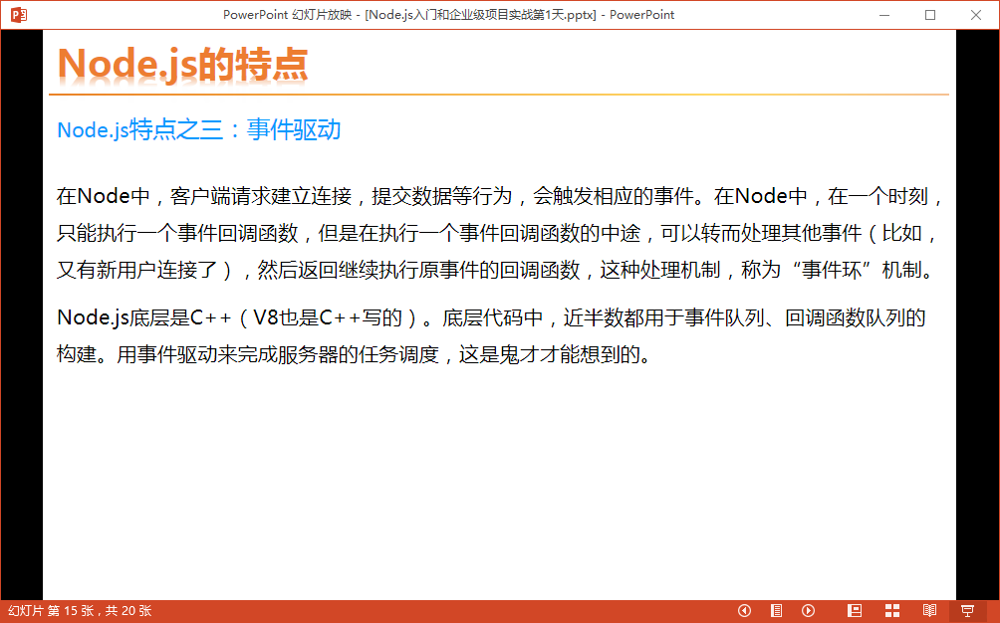 PowerPoint 幻灯片放映 - [Node.js入门和企业级项目实战第1天.pptx] - PowerPoint
Node.js的特点
Node.js特点之三：事件驱动
在Node中，客户端请求建立连接，提交数据等行为，会触发相应的事件。在Node中，在一个时刻，
只能执行一个事件回调函数，但是在执行一个事件回调函数的中途，可以转而处理其他事件（比如，
又有新用户连接了），然后返回继续执行原事件的回调函数，这种处理机制，称为“事件环”机制。
Node.js底层是C++（V8也是C++写的）。底层代码中，近半数都用于事件队列、回调函数队列的
构建。用事件驱动来完成服务器的任务调度，这是鬼才才能想到的。
幻灯片 第 15 张，共 20 张